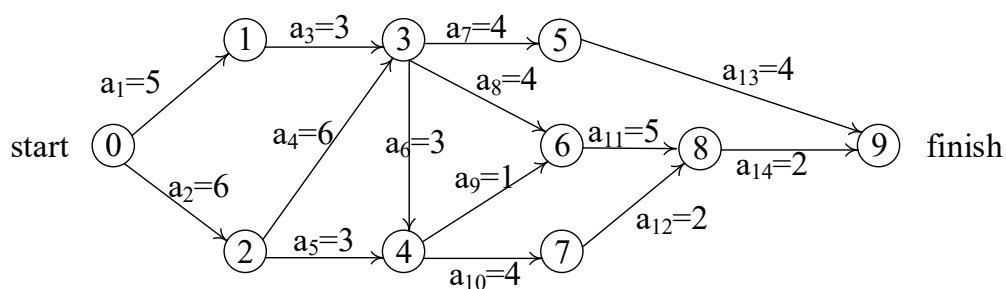 1
a₃=3
3
a₇=4
5
a₁=5
a₈=4
a₁₃=4
start
0
a₄=6
a₆=3
6
a₁₁=5
8
9
finish
a₂=6
a₉=1
a₁₄=2
2
a₅=3
4
a₁₀=4
7
a₁₂=2